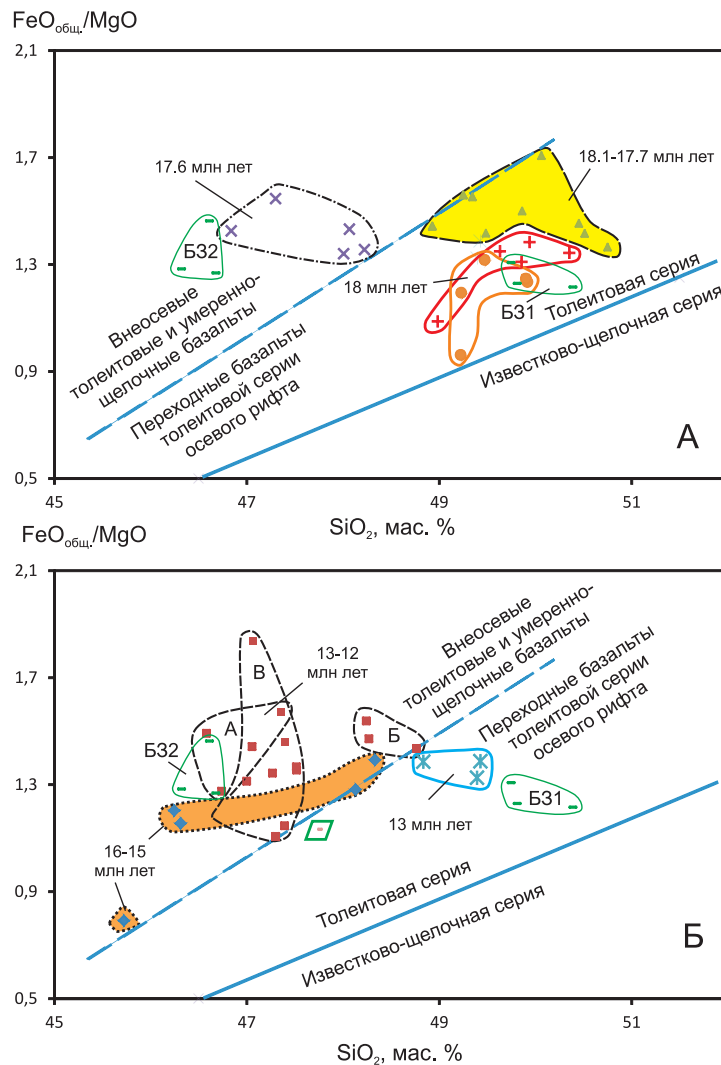 FeOобщ./MgO
2,1
1,7
1,3
0,9
0,5
17.6 млн лет
18.1-17.7 млн лет
Б32
18 млн лет
Б31
Внеосевые
толеитовые и умеренно-
щелочные базальты
Переходные базальты
толеитовой серии
осевого рифта
Толеитовая серия
Известково-щелочная серия
А
45
47
49
51
SiO2, мас. %
FeOобщ./MgO
2,1
1,7
1,3
0,9
0,5
Внеосевые
толеитовые и умеренно-
щелочные базальты
Переходные базальты
толеитовой серии
осевого рифта
В
13-12
млн лет
А
Б
Б32
13 млн лет
Б31
16-15
млн лет
Толеитовая серия
Известково-щелочная серия
Б
45
47
49
51
SiO2, мас. %